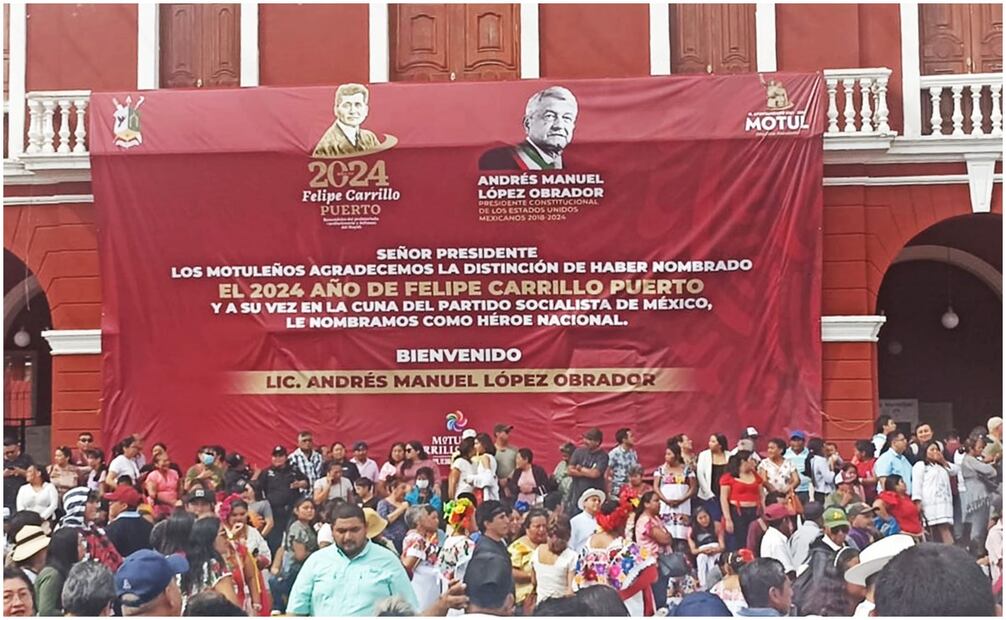 2024
Felipe Carrillo
PUERTO
ANDRÉS MANUEL
LÓPEZ OBRADOR
PRESIDENTE CONSTITUCIONAL
DE LOS ESTADOS UNIDOS
MEXICANOS 2018-2024
MOTUL
SEÑOR PRESIDENTE
LOS MOTULEÑOS AGRADECEMOS LA DISTINCIÓN DE HABER NOMBRADO
EL 2024 AÑO DE FELIPE CARRILLO PUERTO
Y A SU VEZ EN LA CUNA DEL PARTIDO SOCIALISTA DE MÉXICO,
LE NOMBRAMOS COMO HÉROE NACIONAL.
BIENVENIDO
LIC. ANDRÉS MANUEL LÓPEZ OBRADOR